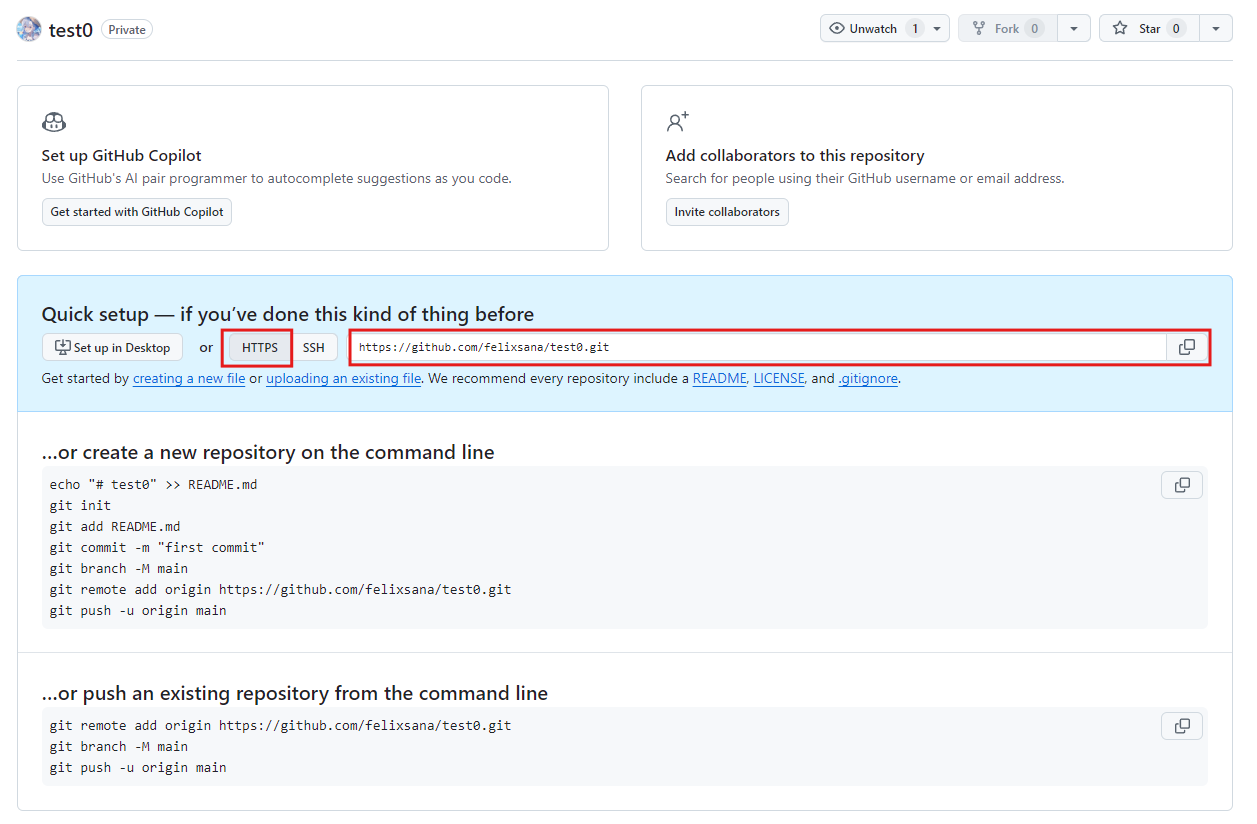 test0 Private Unwatch 1 Fork 0 Star 0
Set up GitHub Copilot
Use GitHub's AI pair programmer to autocomplete suggestions as you code.
Get started with GitHub Copilot
Add collaborators to this repository
Search for people using their GitHub username or email address.
Invite collaborators
Quick setup — if you’ve done this kind of thing before
Set up in Desktop or HTTPS SSH https://github.com/felixsana/test0.git
Get started by creating a new file or uploading an existing file. We recommend every repository include a README, LICENSE, and .gitignore.
…or create a new repository on the command line
echo "# test0" >> README.md
git init
git add README.md
git commit -m "first commit"
git branch -M main
git remote add origin https://github.com/felixsana/test0.git
git push -u origin main
…or push an existing repository from the command line
git remote add origin https://github.com/felixsana/test0.git
git branch -M main
git push -u origin main